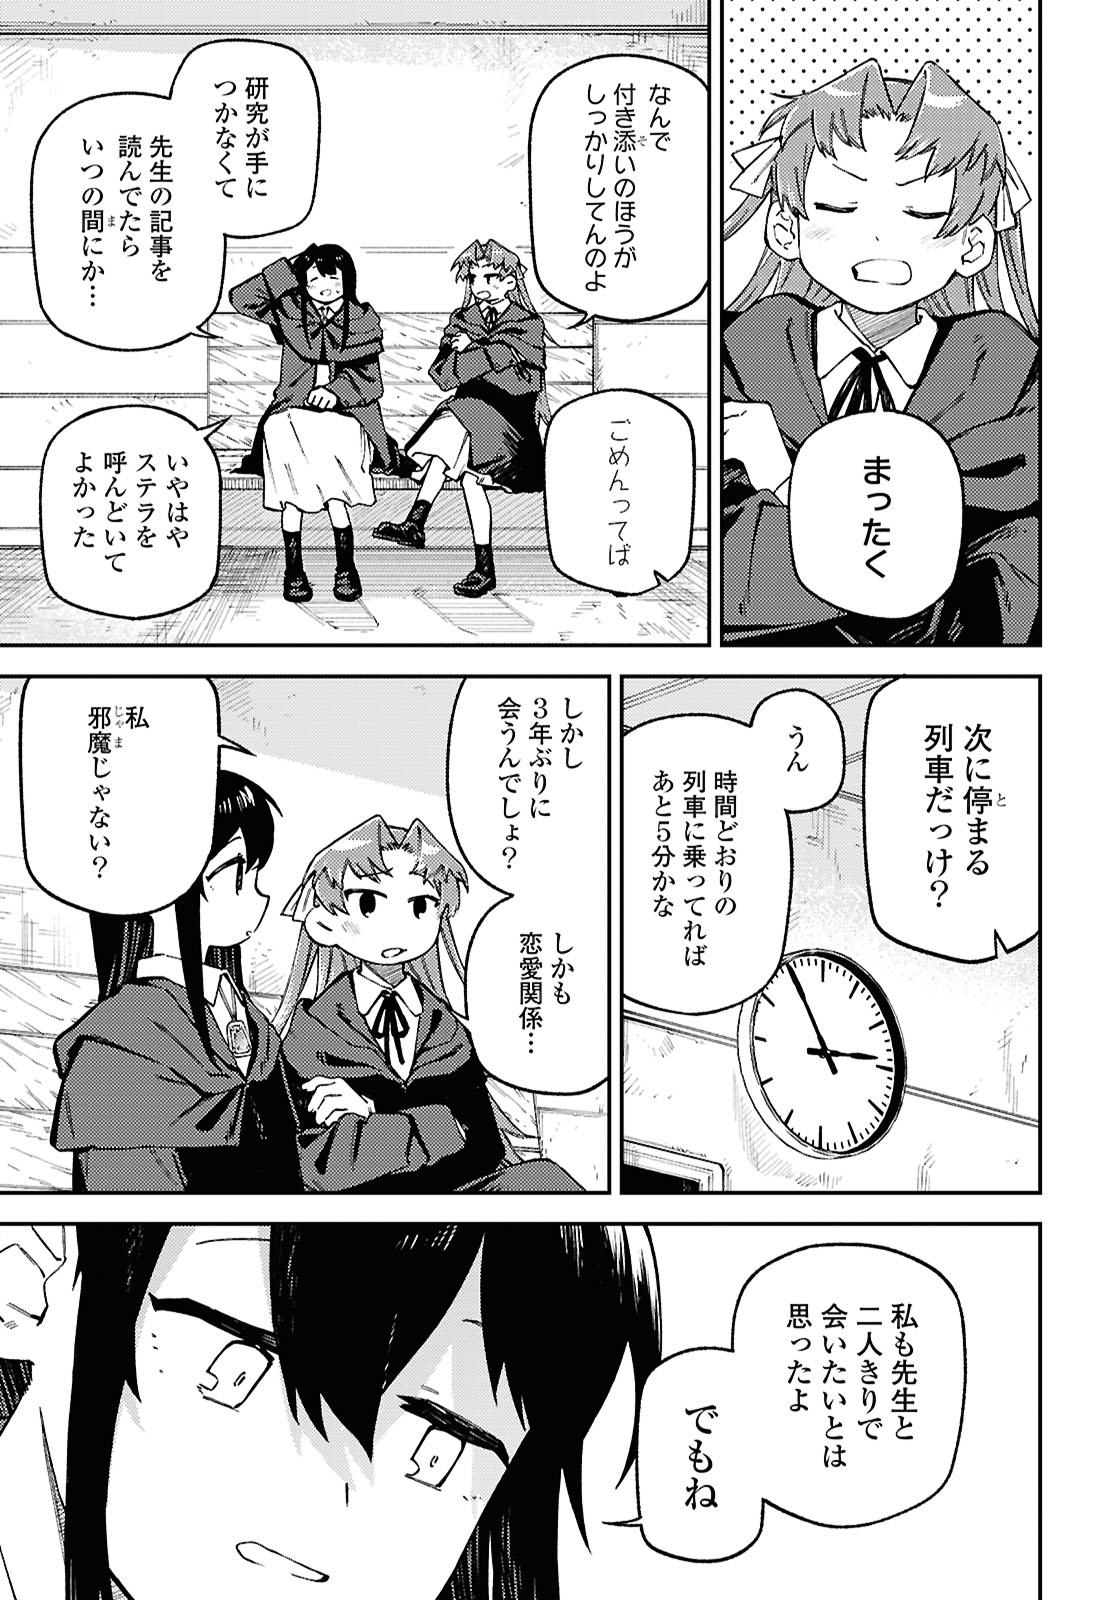 まったく
なんで
付き添いのほうが
しっかりしてんのよ
ごめんってば
研究が手に
つかなくて
先生の記事を
読んでたら
いつの間にか…
いやはや
ステラを
呼んどいて
よかった
次に停まる
列車だっけ？
うん
時間どおりの
列車に乗ってれば
あと5分かな
しかし
3年ぶりに
会うんでしょ？
しかも
恋愛関係…
私
邪魔じゃない？
私も先生と
二人きりで
会いたいとは
思ったよ
でもね